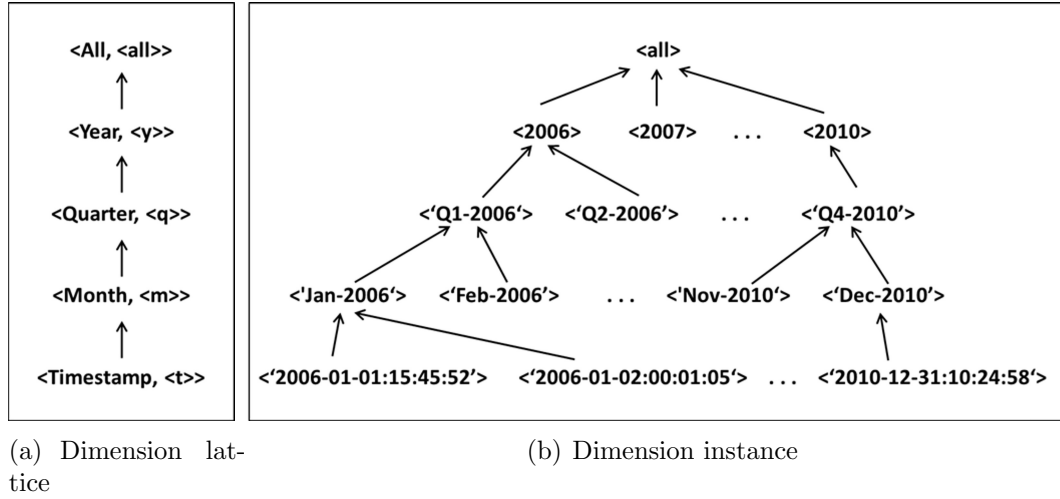 <All, <all>>
<Year, <y>>
<Quarter, <q>>
<Month, <m>>
<Timestamp, <t>>
<all>
<2006> <2007> . . . <2010>
<‘Q1-2006‘> <‘Q2-2006’> . . . <‘Q4-2010’>
<'Jan-2006‘> <‘Feb-2006’> . . . <'Nov-2010‘> <‘Dec-2010’>
<‘2006-01-01:15:45:52’> <‘2006-01-02:00:01:05‘> . . . <‘2010-12-31:10:24:58‘>
(a) Dimension lat-
tice
(b) Dimension instance